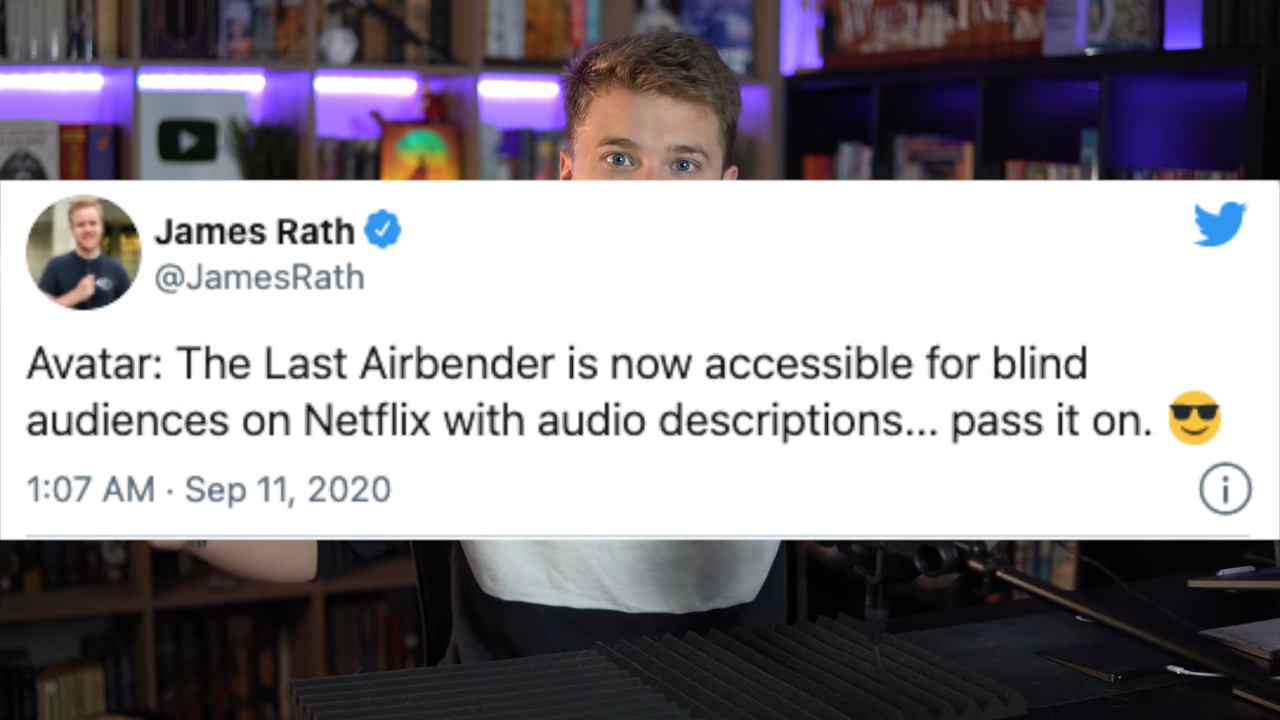 James Rath
@JamesRath
Avatar: The Last Airbender is now accessible for blind
audiences on Netflix with audio descriptions... pass it on. 😎
1:07 AM · Sep 11, 2020